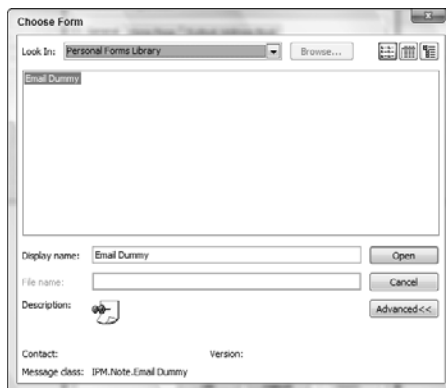 Choose Form
Look In: Personal Forms Library Browse...
Email Dummy
Display name: Email Dummy Open
File name: Cancel
Description: Advanced<<
Contact: Version:
Message class: IPM.Note.Email Dummy